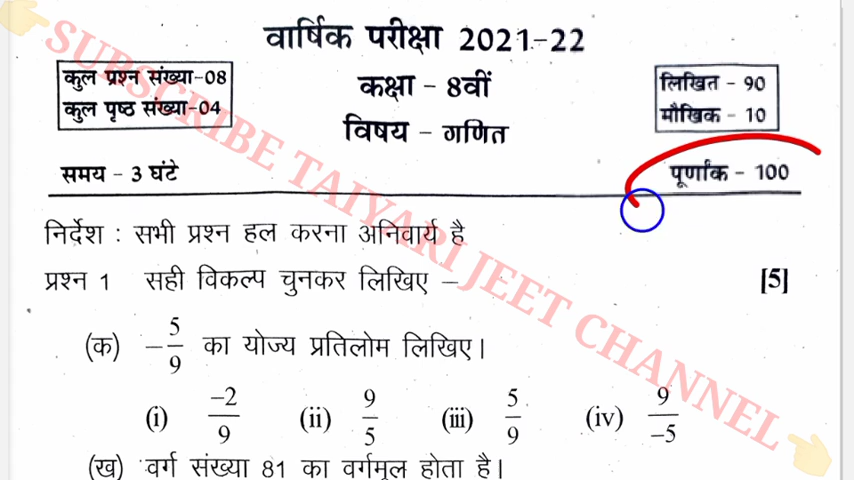 वार्षिक परीक्षा 2021-22
कुल प्रश्न संख्या-08
कुल पृष्ठ संख्या-04
कक्षा - 8वीं
विषय - गणित
लिखित - 90
मौखिक - 10
समय - 3 घंटे
पूर्णांक - 100
निर्देश : सभी प्रश्न हल करना अनिवार्य है
प्रश्न 1 सही विकल्प चुनकर लिखिए – [5]
(क) -5/9 का योज्य प्रतिलोम लिखिए।
(i) -2/9 (ii) 9/5 (iii) 5/9 (iv) 9/-5
(ख) वर्ग संख्या 81 का वर्गमूल होता है।
SUBSCRIBE TAIYARI JEET CHANNEL